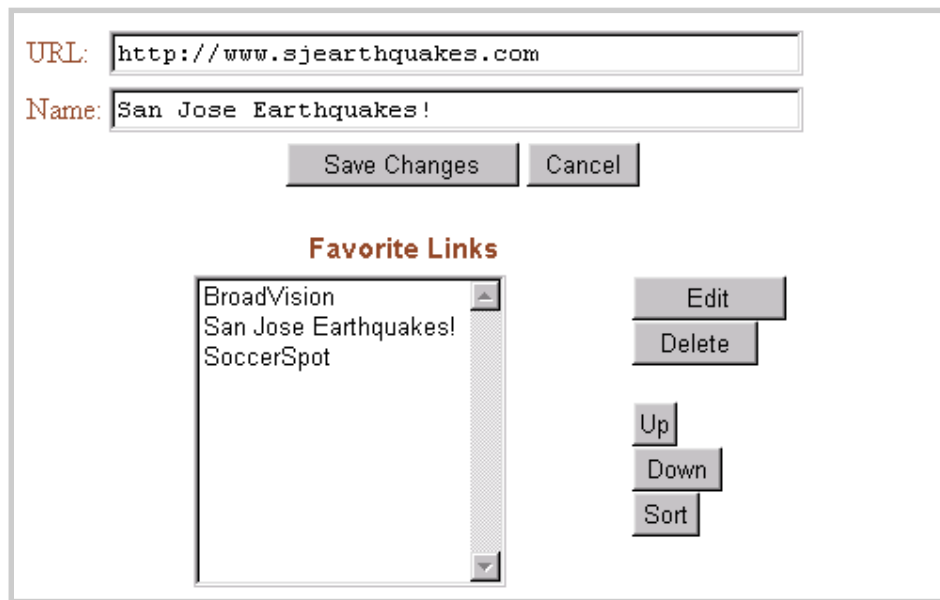 URL: http://www.sjearthquakes.com
Name: San Jose Earthquakes!
Save Changes Cancel
Favorite Links
BroadVision
San Jose Earthquakes!
SoccerSpot
Edit
Delete
Up
Down
Sort